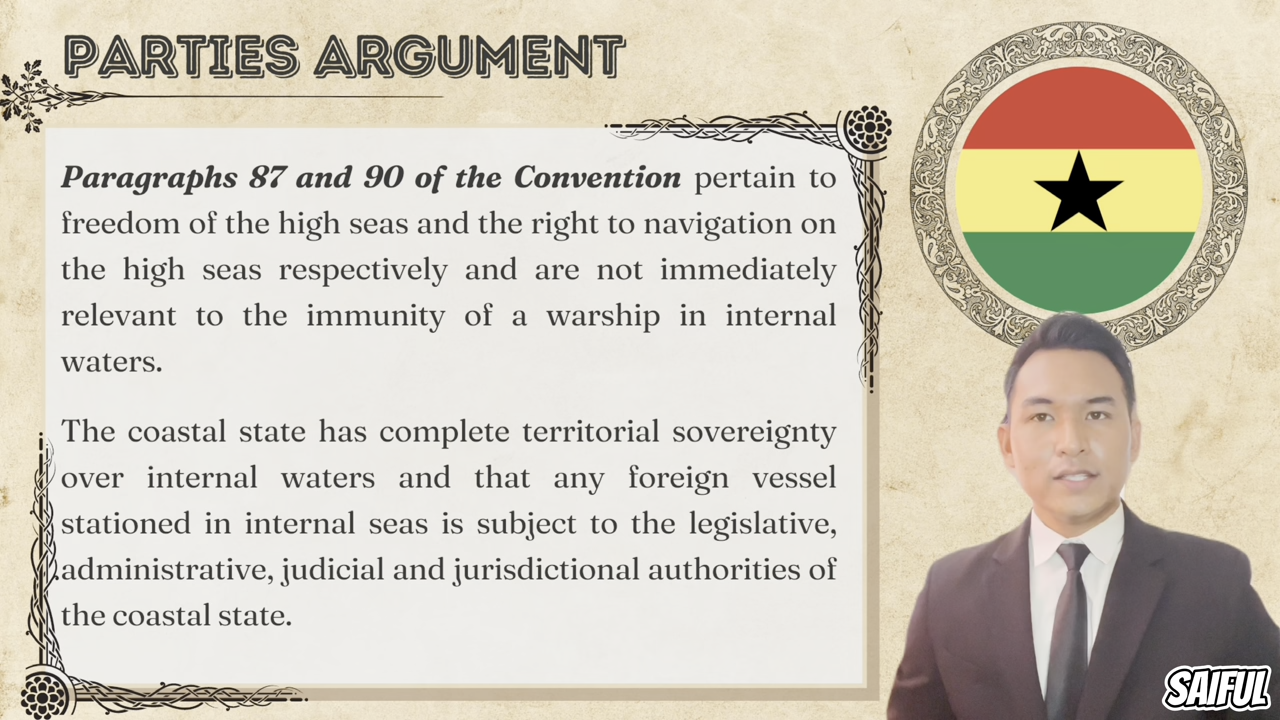 PARTIES ARGUMENT
Paragraphs 87 and 90 of the Convention pertain to
freedom of the high seas and the right to navigation on
the high seas respectively and are not immediately
relevant to the immunity of a warship in internal
waters.
The coastal state has complete territorial sovereignty
over internal waters and that any foreign vessel
stationed in internal seas is subject to the legislative,
administrative, judicial and jurisdictional authorities of
the coastal state.
SAIFUL